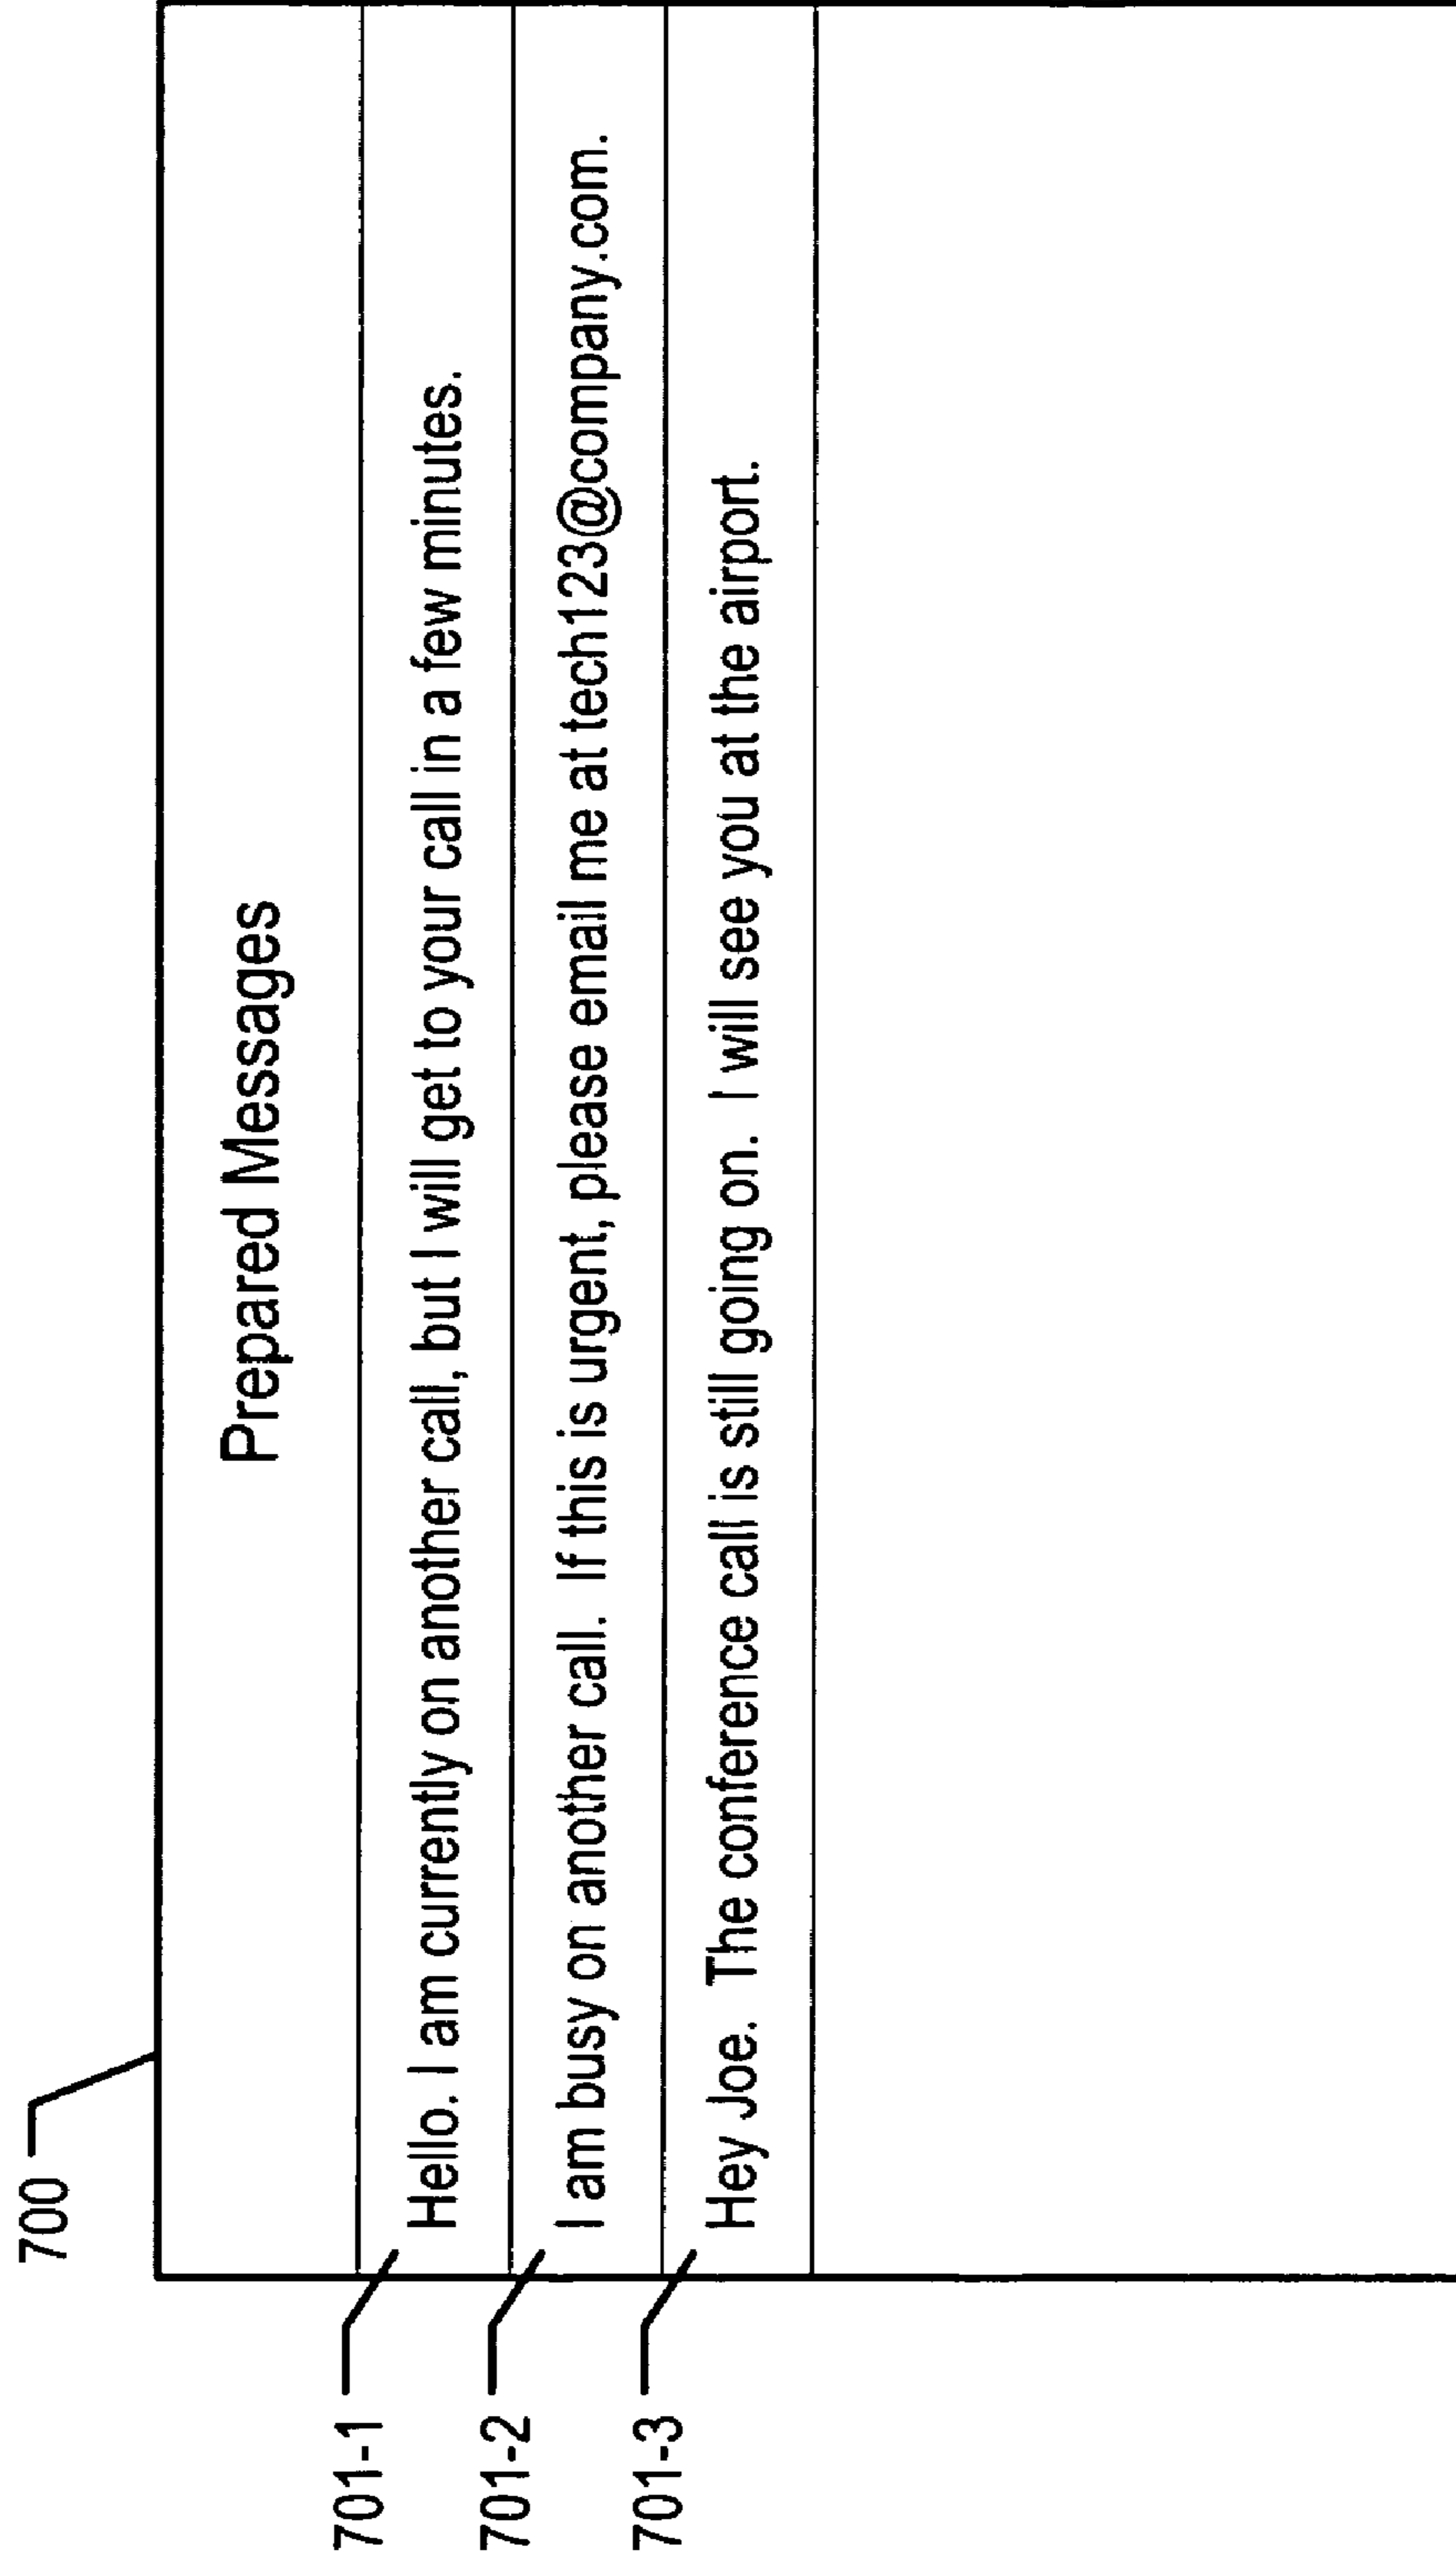 700
Prepared Messages
701-1 Hello. I am currently on another call, but I will get to your call in a few minutes.
701-2 I am busy on another call. If this is urgent, please email me at tech123@company.com.
701-3 Hey Joe. The conference call is still going on. I will see you at the airport.